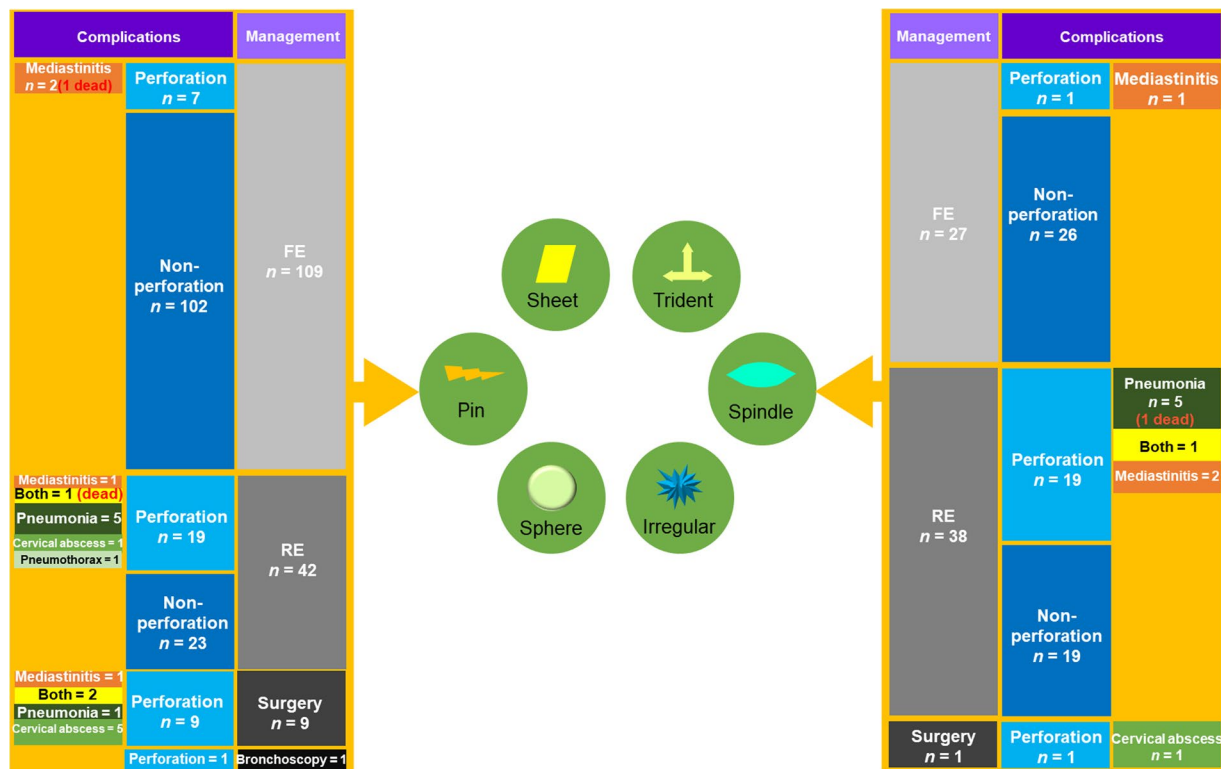 Complications
Management
Mediastinitis
n = 2(1 dead)
Perforation
n = 7
FE
n = 109
Non-
perforation
n = 102
Mediastinitis = 1
Both = 1 (dead)
Pneumonia = 5
Cervical abscess = 1
Pneumothorax = 1
Perforation
n = 19
RE
n = 42
Non-
perforation
n = 23
Mediastinitis = 1
Both = 2
Pneumonia = 1
Cervical abscess = 5
Perforation
n = 9
Surgery
n = 9
Perforation = 1
Bronchoscopy = 1
Sheet
Trident
Pin
Spindle
Sphere
Irregular
Management
Complications
FE
n = 27
Perforation
n = 1
Mediastinitis
n = 1
Non-
perforation
n = 26
RE
n = 38
Perforation
n = 19
Pneumonia
n = 5
(1 dead)
Both = 1
Mediastinitis = 2
Non-
perforation
n = 19
Surgery
n = 1
Perforation
n = 1
Cervical abscess
n = 1